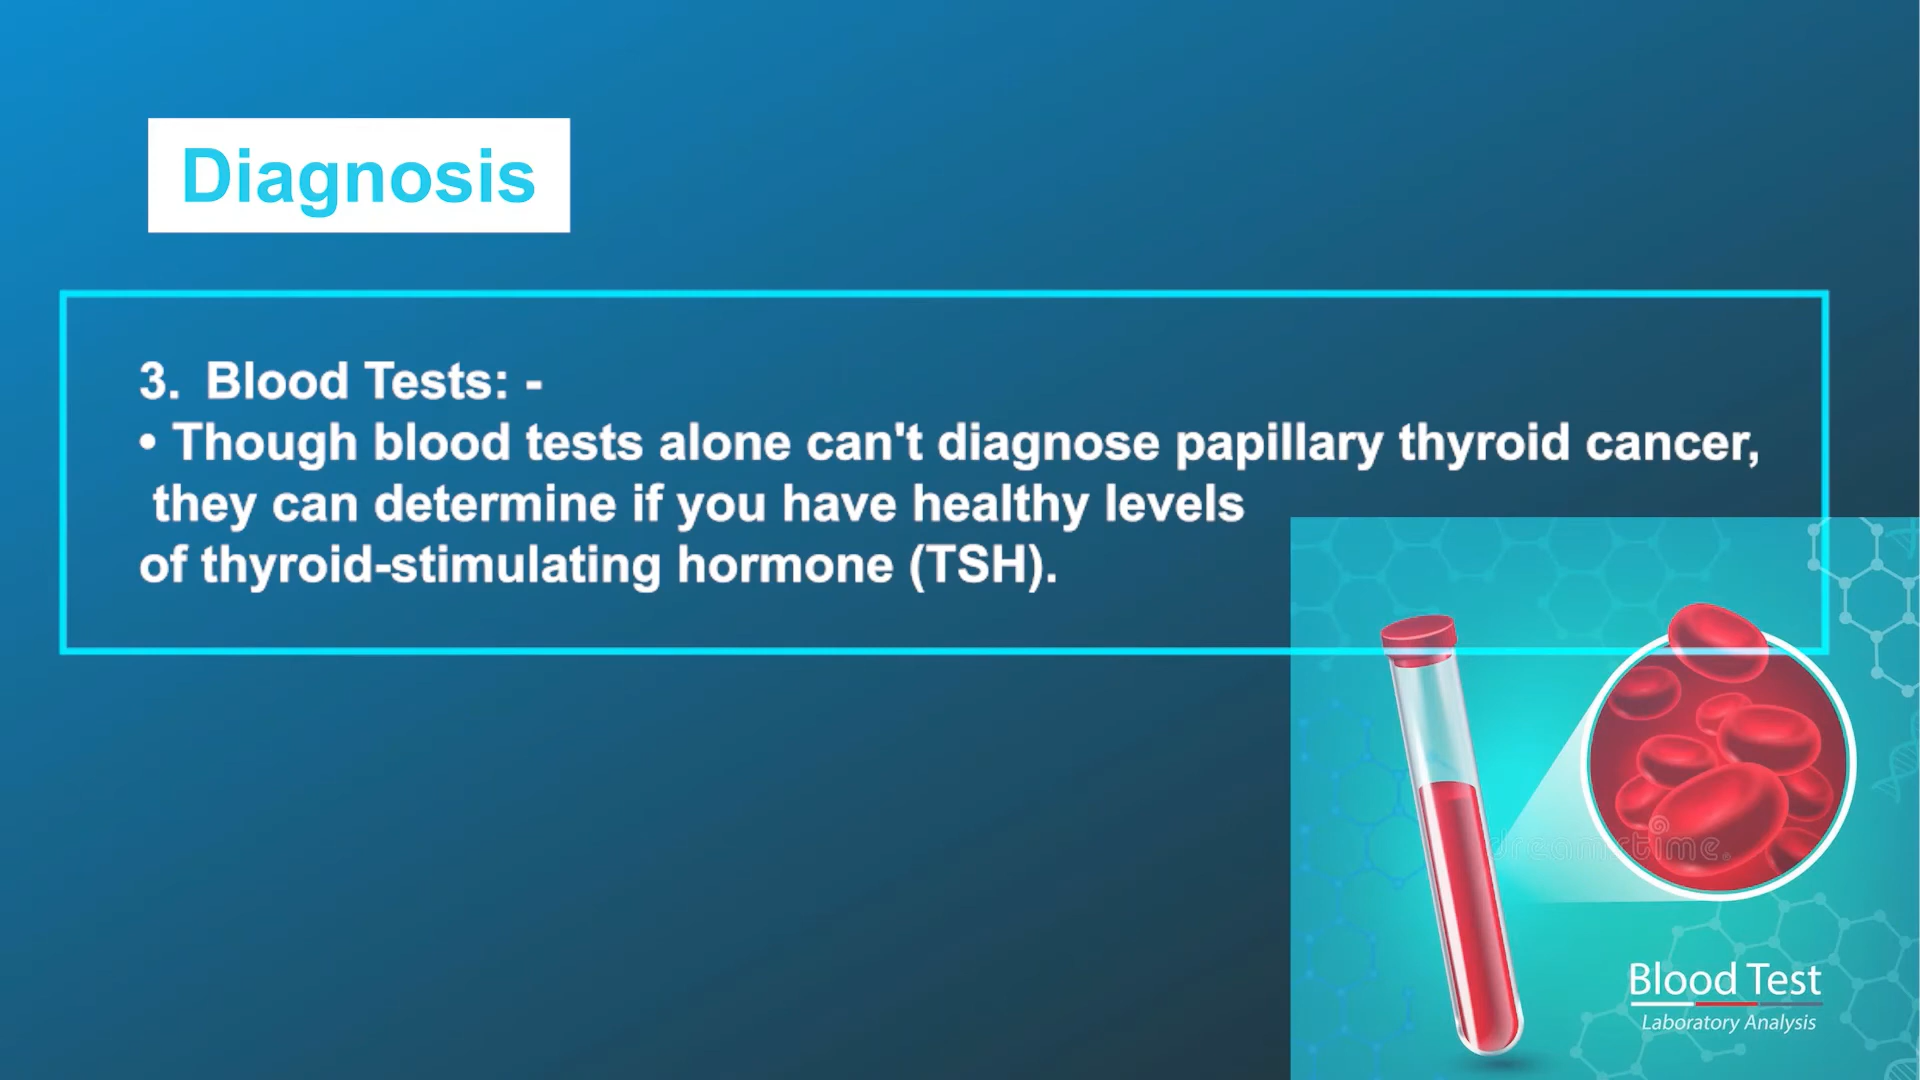 Diagnosis
3. Blood Tests: -
• Though blood tests alone can't diagnose papillary thyroid cancer,
they can determine if you have healthy levels
of thyroid-stimulating hormone (TSH).
dreamstime.
Blood Test
Laboratory Analysis